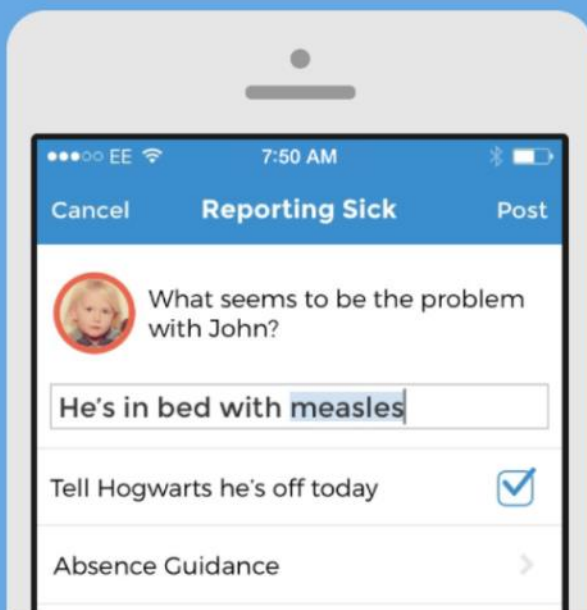 EE 7:50 AM
Cancel Reporting Sick Post
What seems to be the problem
with John?
He's in bed with measles
Tell Hogwarts he's off today
Absence Guidance